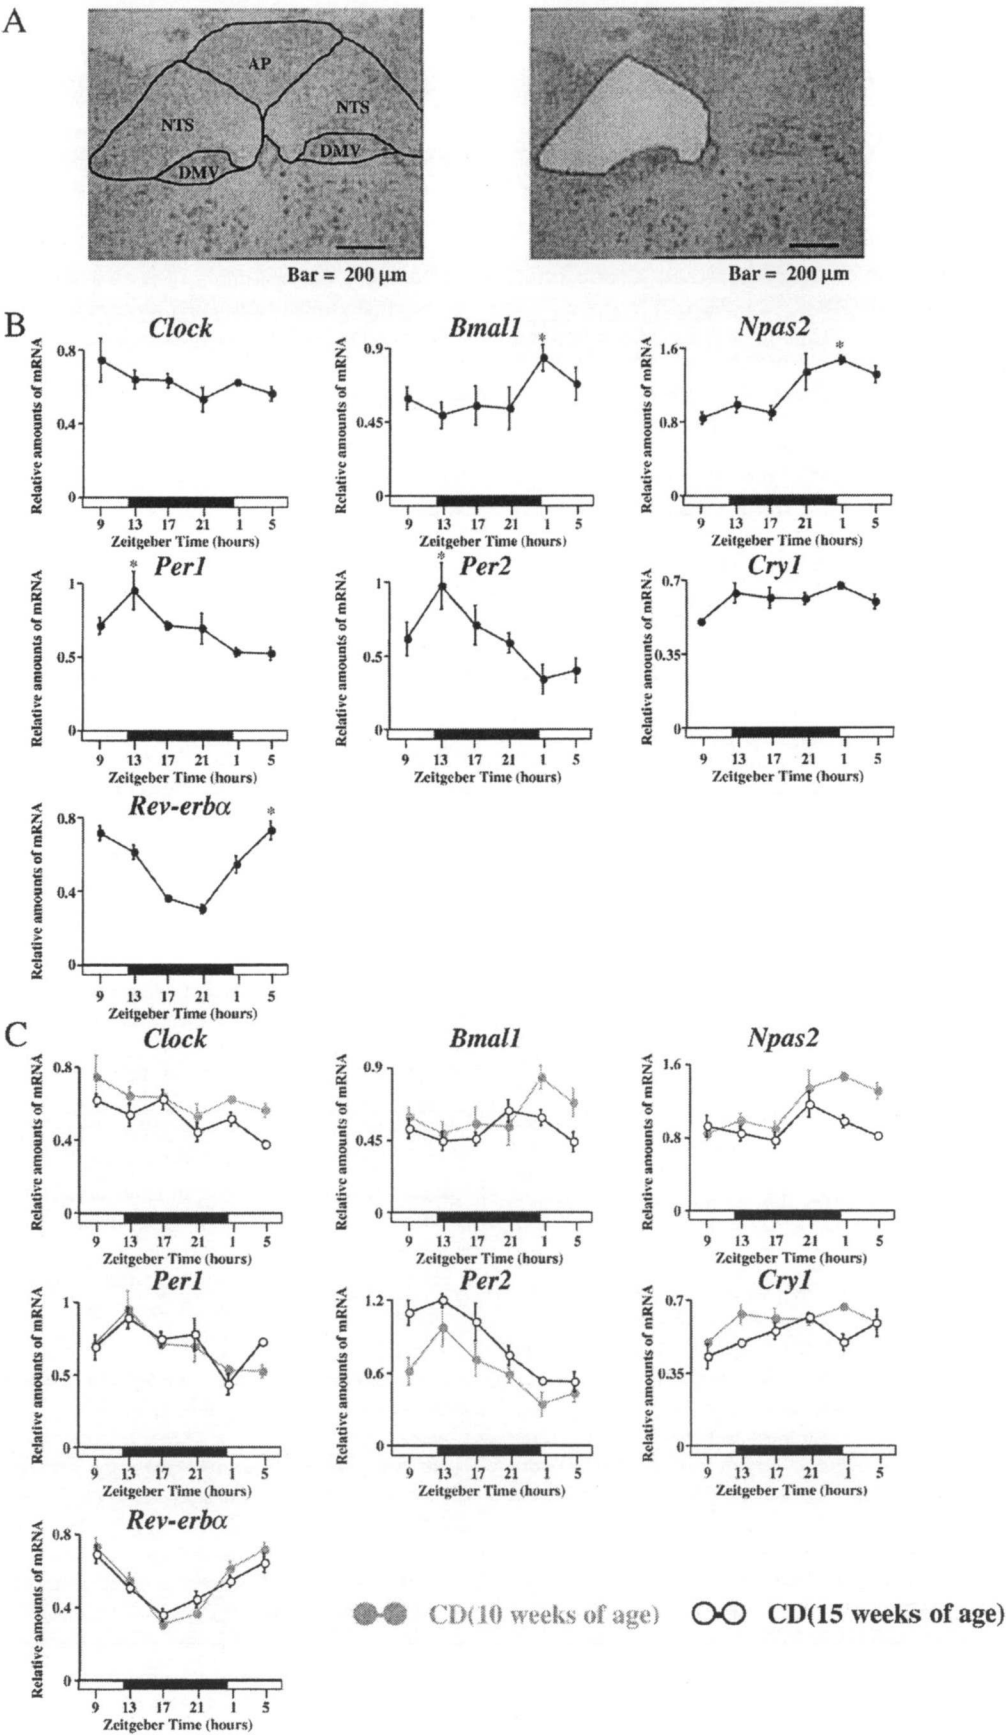 A
AP
NTS
NTS
DMV
DMV
Bar = 200 μm
Bar = 200 μm
B
Clock
Relative amounts of mRNA
0.8
0.4
0
9 13 17 21 1 5
Zeitgeber Time (hours)
Bmal1
Relative amounts of mRNA
0.9
0.45
0
*
9 13 17 21 1 5
Zeitgeber Time (hours)
Npas2
Relative amounts of mRNA
1.6
0.8
0
*
9 13 17 21 1 5
Zeitgeber Time (hours)
Per1
Relative amounts of mRNA
1
0.5
0
*
9 13 17 21 1 5
Zeitgeber Time (hours)
Per2
Relative amounts of mRNA
1
0.5
0
*
9 13 17 21 1 5
Zeitgeber Time (hours)
Cry1
Relative amounts of mRNA
0.7
0.35
0
9 13 17 21 1 5
Zeitgeber Time (hours)
Rev-erbα
Relative amounts of mRNA
0.8
0.4
0
*
9 13 17 21 1 5
Zeitgeber Time (hours)
C
Clock
Relative amounts of mRNA
0.8
0.4
0
9 13 17 21 1 5
Zeitgeber Time (hours)
Bmal1
Relative amounts of mRNA
0.9
0.45
0
9 13 17 21 1 5
Zeitgeber Time (hours)
Npas2
Relative amounts of mRNA
1.6
0.8
0
9 13 17 21 1 5
Zeitgeber Time (hours)
Per1
Relative amounts of mRNA
1
0.5
0
9 13 17 21 1 5
Zeitgeber Time (hours)
Per2
Relative amounts of mRNA
1.2
0.6
0
9 13 17 21 1 5
Zeitgeber Time (hours)
Cry1
Relative amounts of mRNA
0.7
0.35
0
9 13 17 21 1 5
Zeitgeber Time (hours)
Rev-erbα
Relative amounts of mRNA
0.8
0.4
0
9 13 17 21 1 5
Zeitgeber Time (hours)
CD(10 weeks of age)
CD(15 weeks of age)